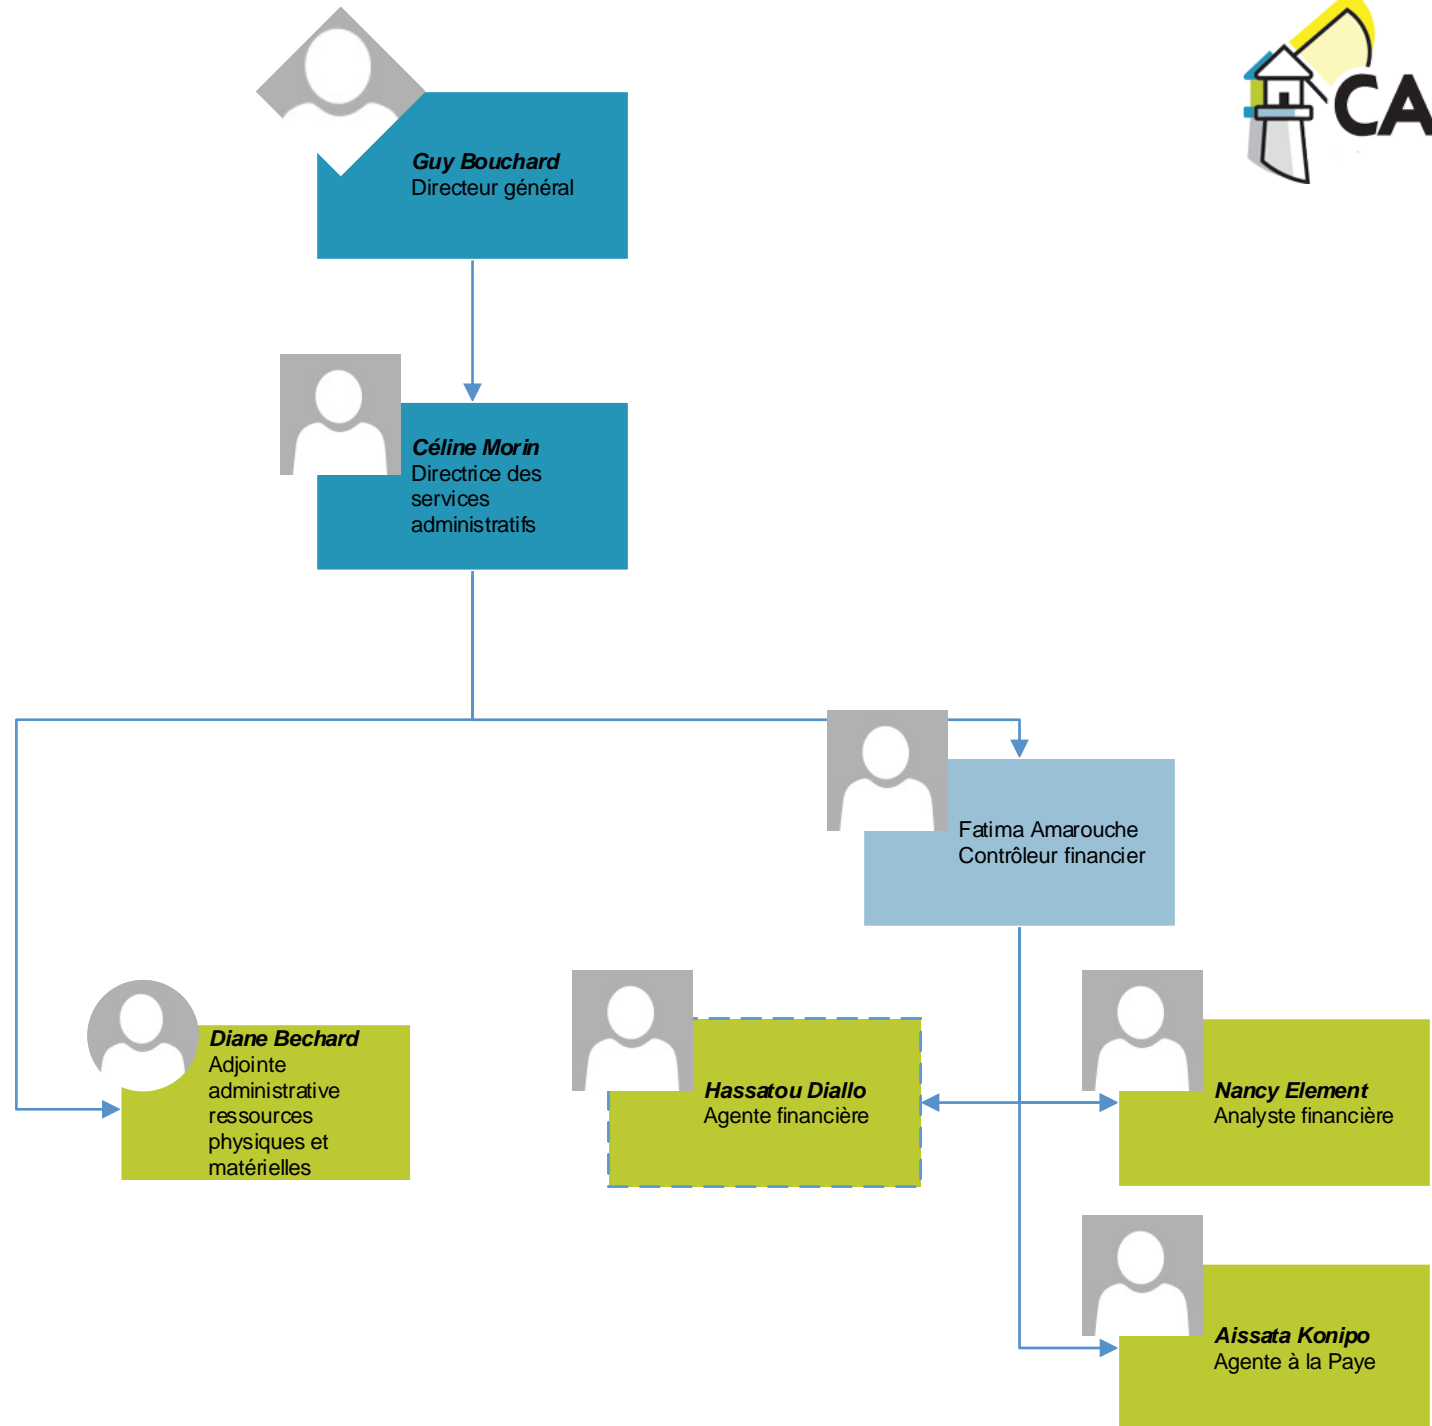 CA
Guy Bouchard
Directeur général
Céline Morin
Directrice des
services
administratifs
Fatima Amarouche
Contrôleur financier
Diane Bechard
Adjointe
administrative
ressources
physiques et
matérielles
Hassatou Diallo
Agente financière
Nancy Element
Analyste financière
Aissata Konipo
Agente à la Paye